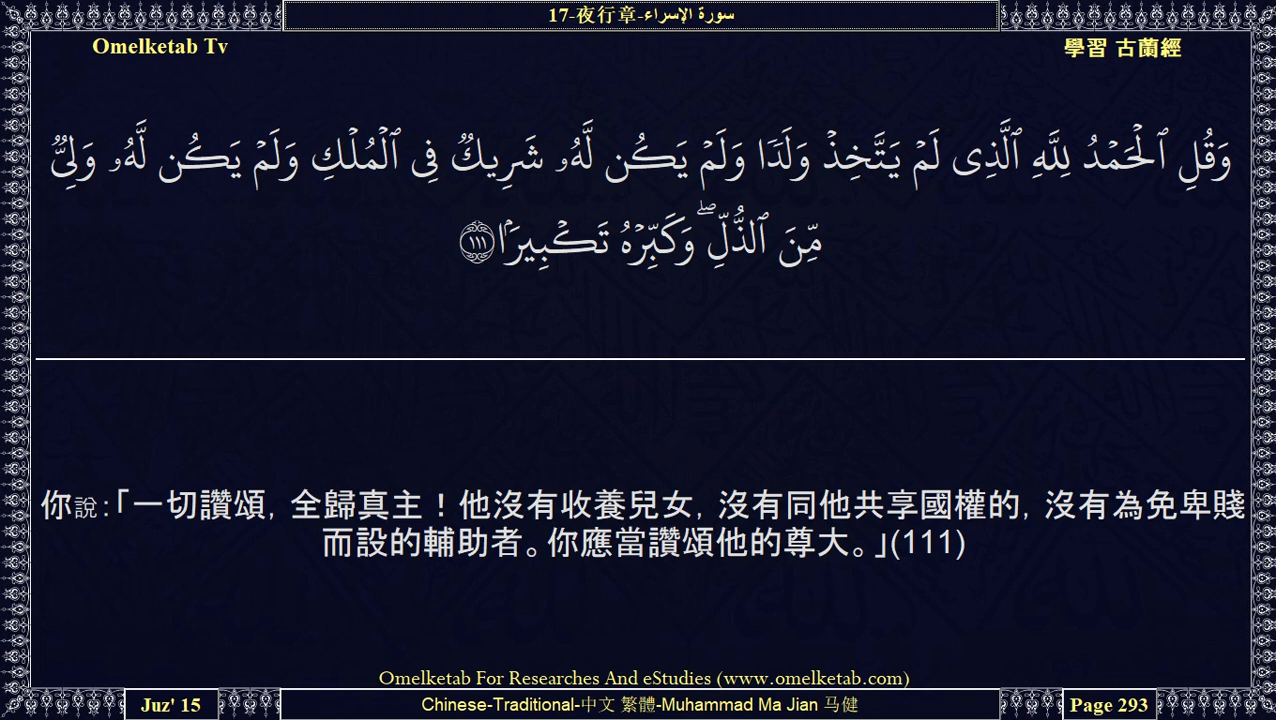 17-夜行章-سورة الإسراء
Omelketab Tv
學習 古蘭經
وَقُلِ ٱلْحَمْدُ لِلَّهِ ٱلَّذِى لَمْ يَتَّخِذْ وَلَدًا وَلَمْ يَكُن لَّهُۥ شَرِيكٌ فِى ٱلْمُلْكِ وَلَمْ يَكُن لَّهُۥ وَلِىٌّ
مِّنَ ٱلذُّلِّ ۖ وَكَبِّرْهُ تَكْبِيرًۢا ١١١
你說:「一切讚頌, 全歸真主!他沒有收養兒女, 沒有同他共享國權的, 沒有為免卑賤
而設的輔助者。你應當讚頌他的尊大。」(111)
Omelketab For Researches And eStudies (www.omelketab.com)
Juz' 15
Chinese-Traditional-中文 繁體-Muhammad Ma Jian 马健
Page 293